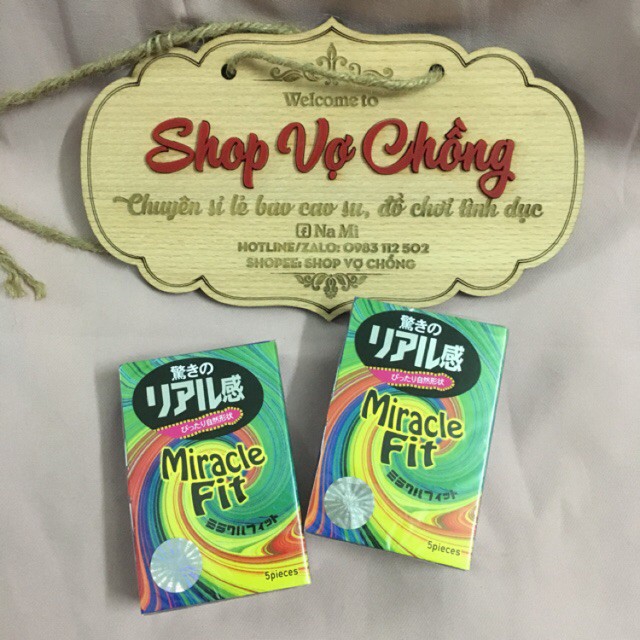 Welcome to
Shop Vợ Chồng
Chuyên sỉ lẻ bao cao su, đồ chơi tình dục
Na Mi
HOTLINE/ZALO: 0983 112 502
SHOPEE: SHOP VỢ CHỒNG
驚きの
リアル感
ぴったり自然形状
Miracle
Fit
ミラクルフィット
5pieces
驚きの
リアル感
ぴったり自然形状
Miracle
Fit
ミラクルフィット
5pieces